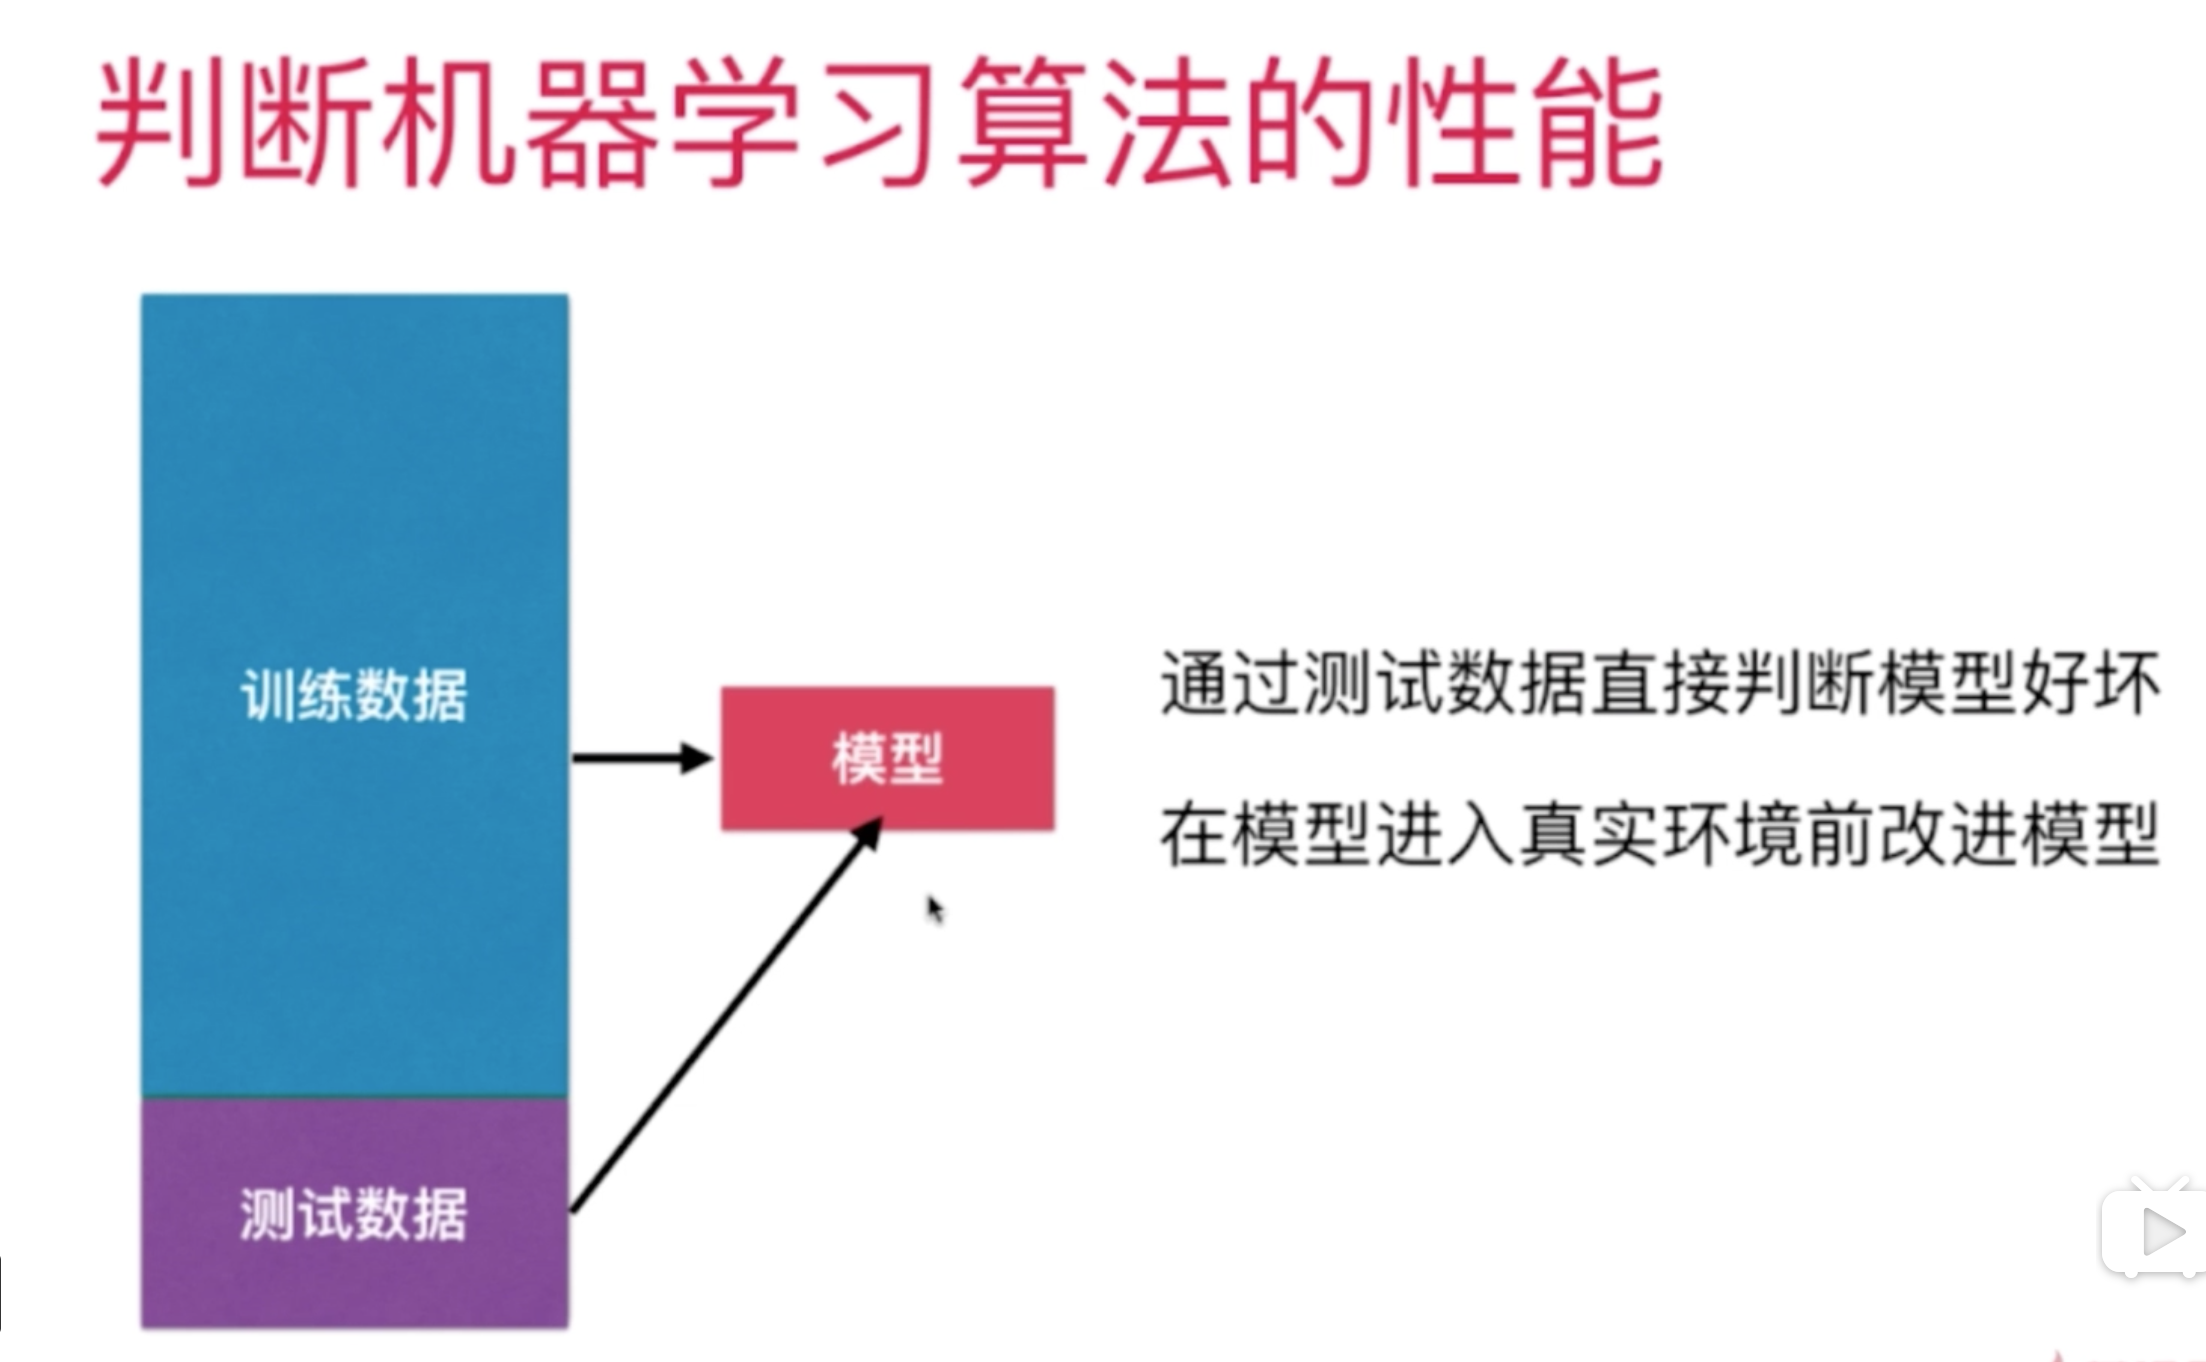 判断机器学习算法的性能
训练数据
模型
通过测试数据直接判断模型好坏
在模型进入真实环境前改进模型
测试数据